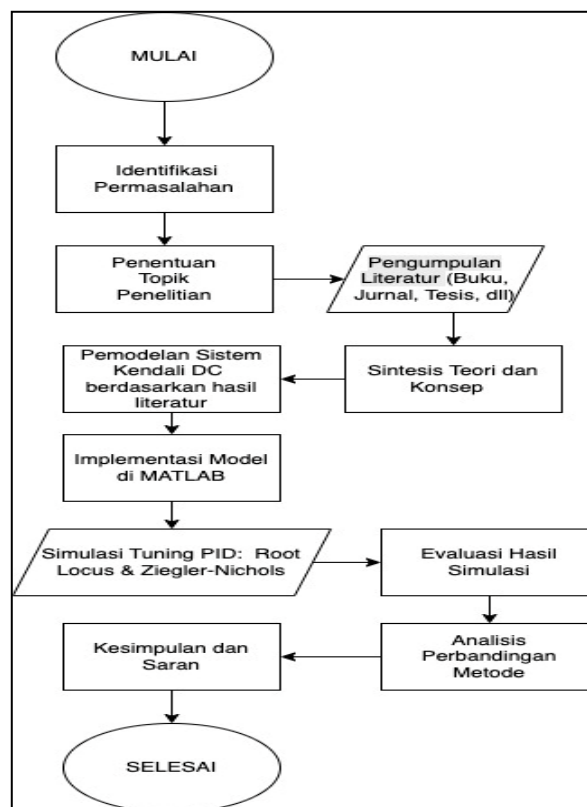 MULAI
Identifikasi
Permasalahan
Penentuan
Topik
Penelitian
Pengumpulan
Literatur (Buku,
Jurnal, Tesis, dll)
Sintesis Teori dan
Konsep
Pemodelan Sistem
Kendali DC
berdasarkan hasil
literatur
Implementasi Model
di MATLAB
Simulasi Tuning PID: Root
Locus & Ziegler-Nichols
Evaluasi Hasil
Simulasi
Analisis
Perbandingan
Metode
Kesimpulan dan
Saran
SELESAI